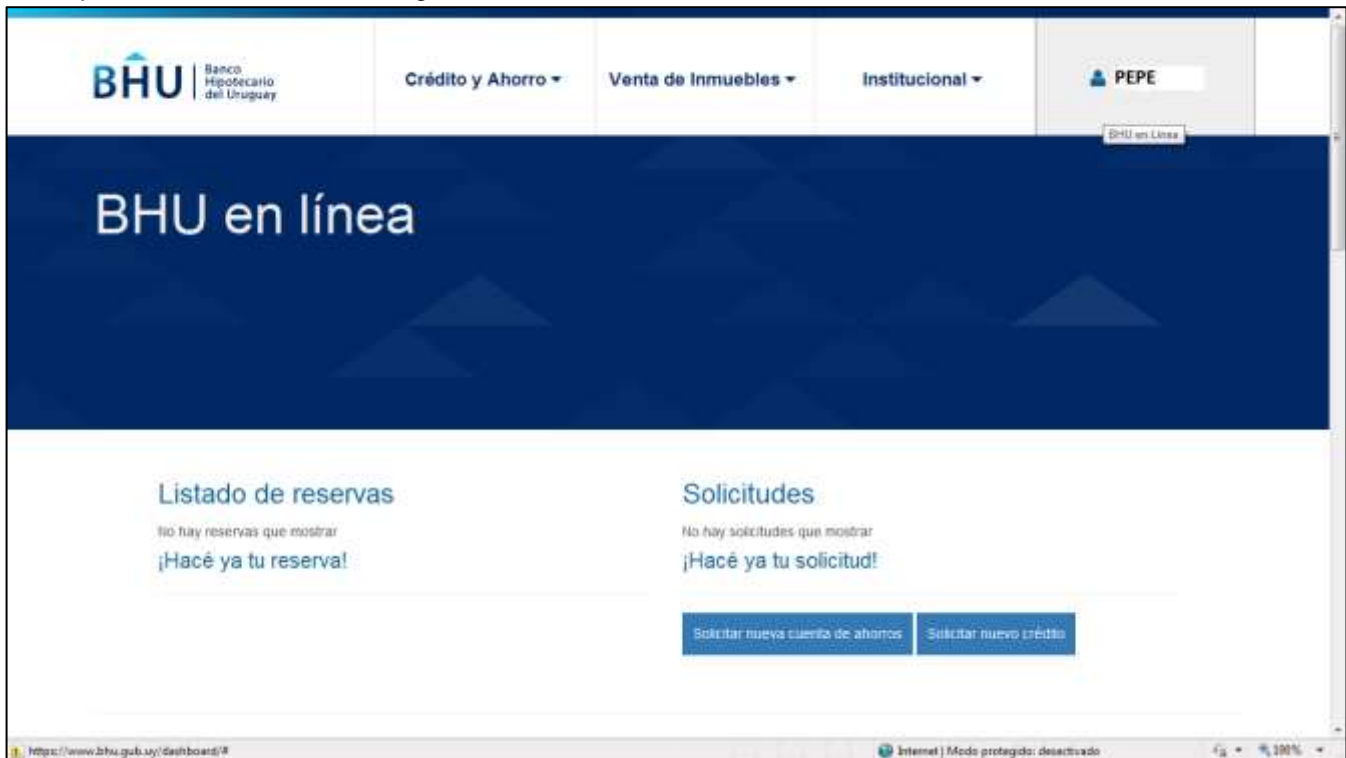 BHU Banco
Hipotecario
del Uruguay
Crédito y Ahorro
Venta de Inmuebles
Institucional
PEPE
BHU en Línea
BHU en línea
Listado de reservas
No hay reservas que mostrar
¡Hacé ya tu reserva!
Solicitudes
No hay solicitudes que mostrar
¡Hacé ya tu solicitud!
Solicitar nueva cuenta de ahorros
Solicitar nuevo crédito
https://www.bhu.gub.uy/dashboard/#
Internet | Modo protegido: desactivado
100%